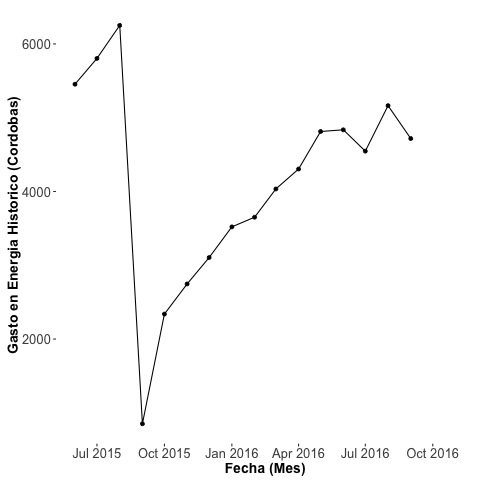 Gasto en Energia Historico (Cordobas)
6000
4000
2000
Jul 2015 Oct 2015 Jan 2016 Apr 2016 Jul 2016 Oct 2016
Fecha (Mes)